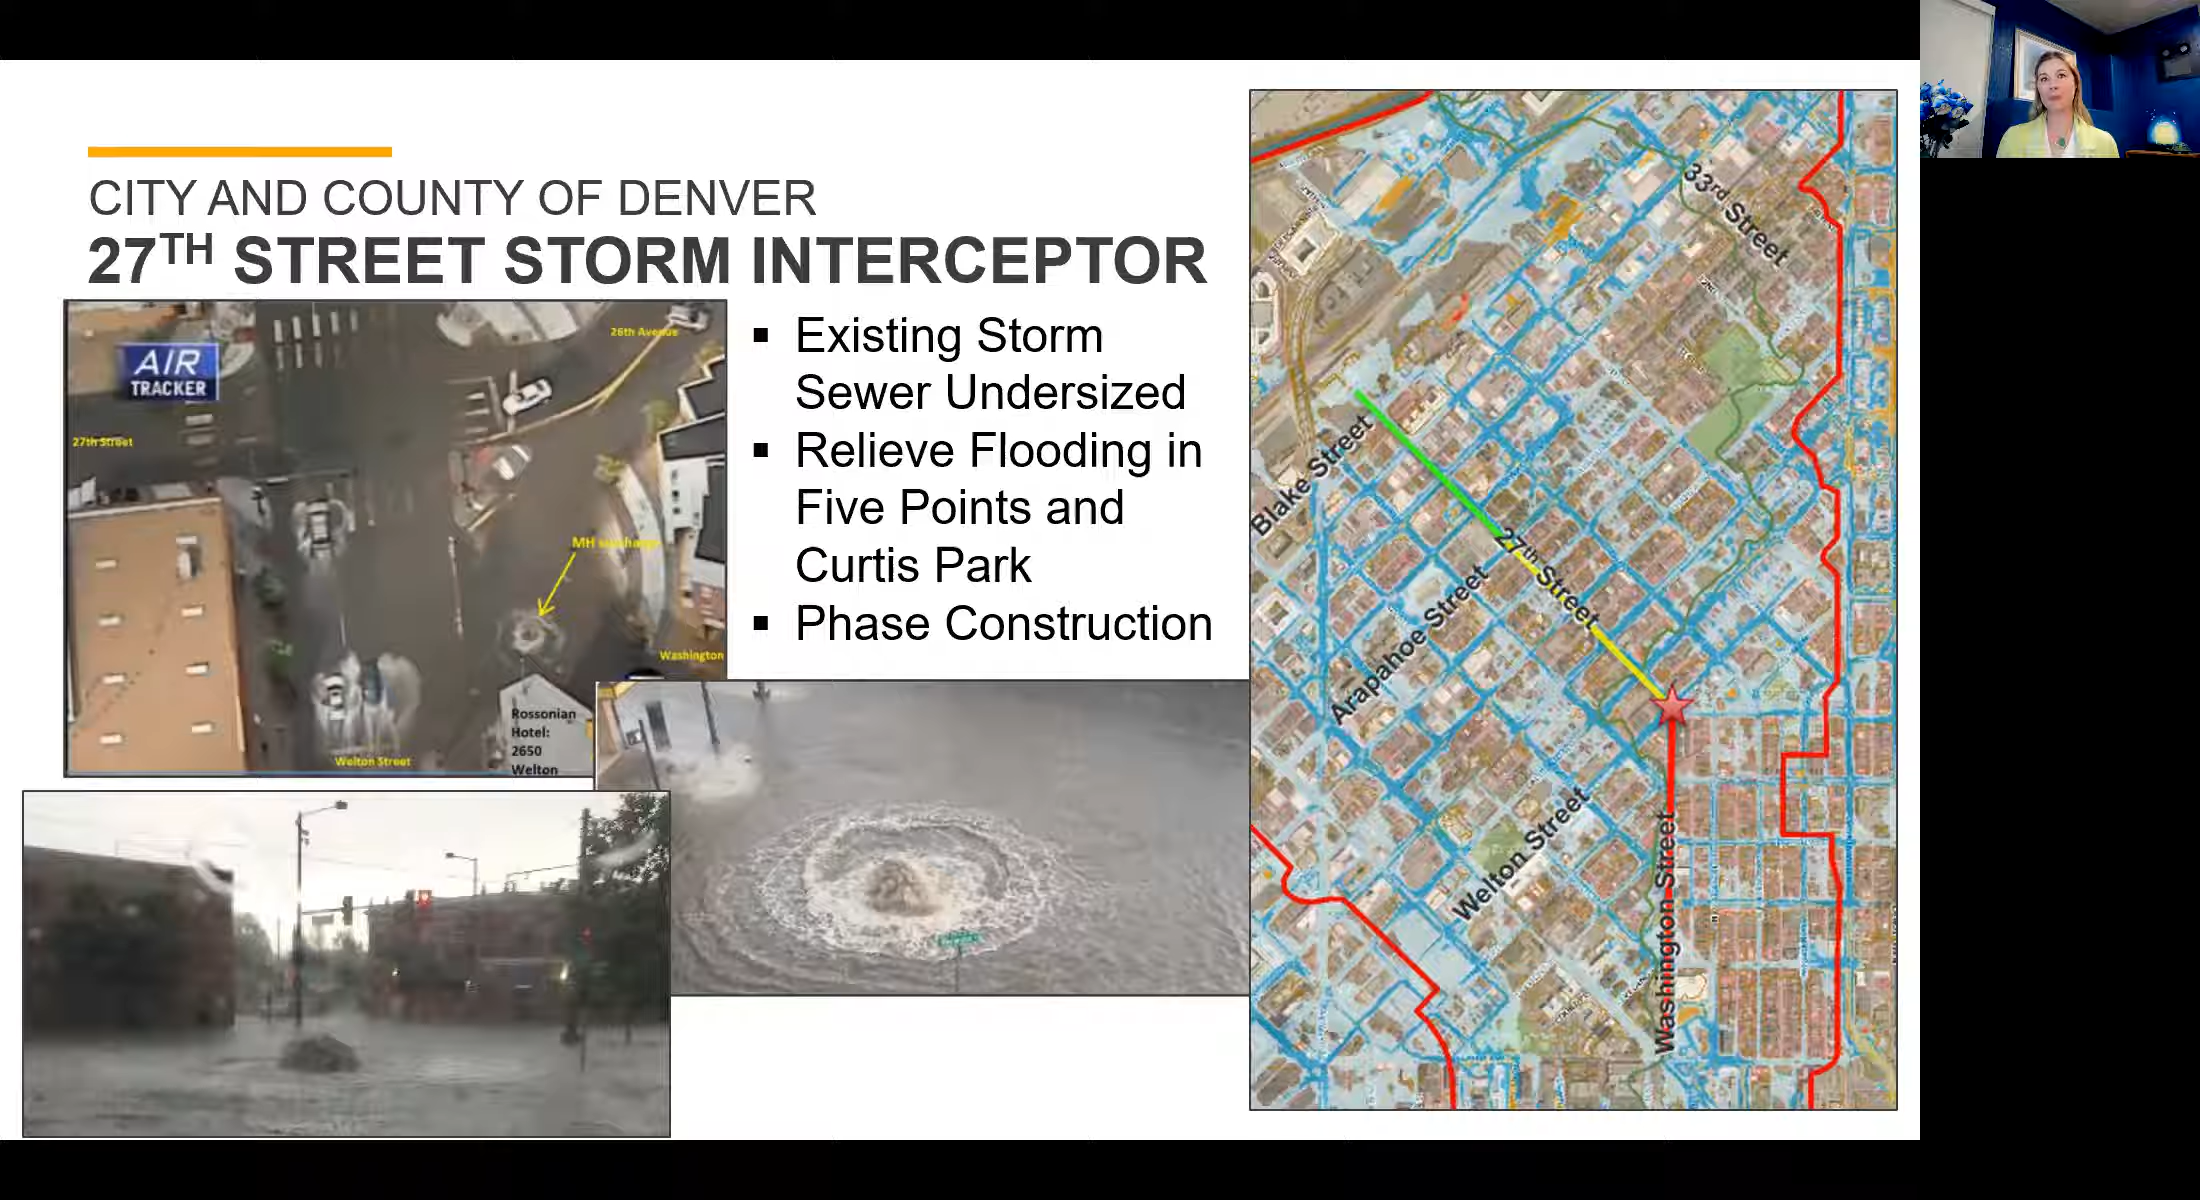 CITY AND COUNTY OF DENVER
27TH STREET STORM INTERCEPTOR
AIR
TRACKER
26th Avenue
27th Street
MH surcharge
Washington
Rossonian
Hotel:
2650
Welton
Welton Street
▪ Existing Storm
Sewer Undersized
▪ Relieve Flooding in
Five Points and
Curtis Park
▪ Phase Construction
33rd Street
Blake Street
27th Street
Arapahoe Street
Welton Street
Washington Street